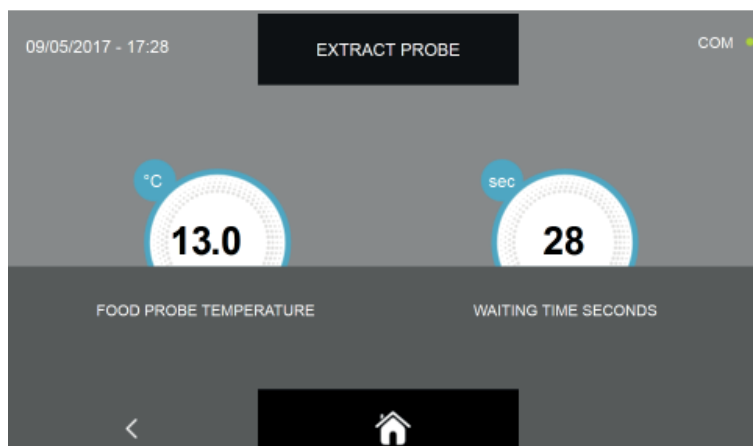 09/05/2017 - 17:28
EXTRACT PROBE
COM
°C
13.0
sec
28
FOOD PROBE TEMPERATURE
WAITING TIME SECONDS